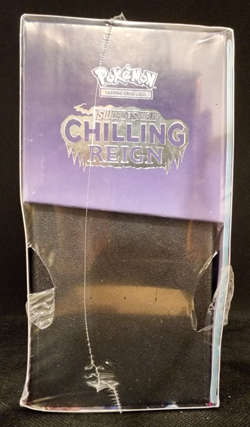 POKÉMON
TRADING CARD GAME
SWORD & SHIELD
CHILLING
REIGN